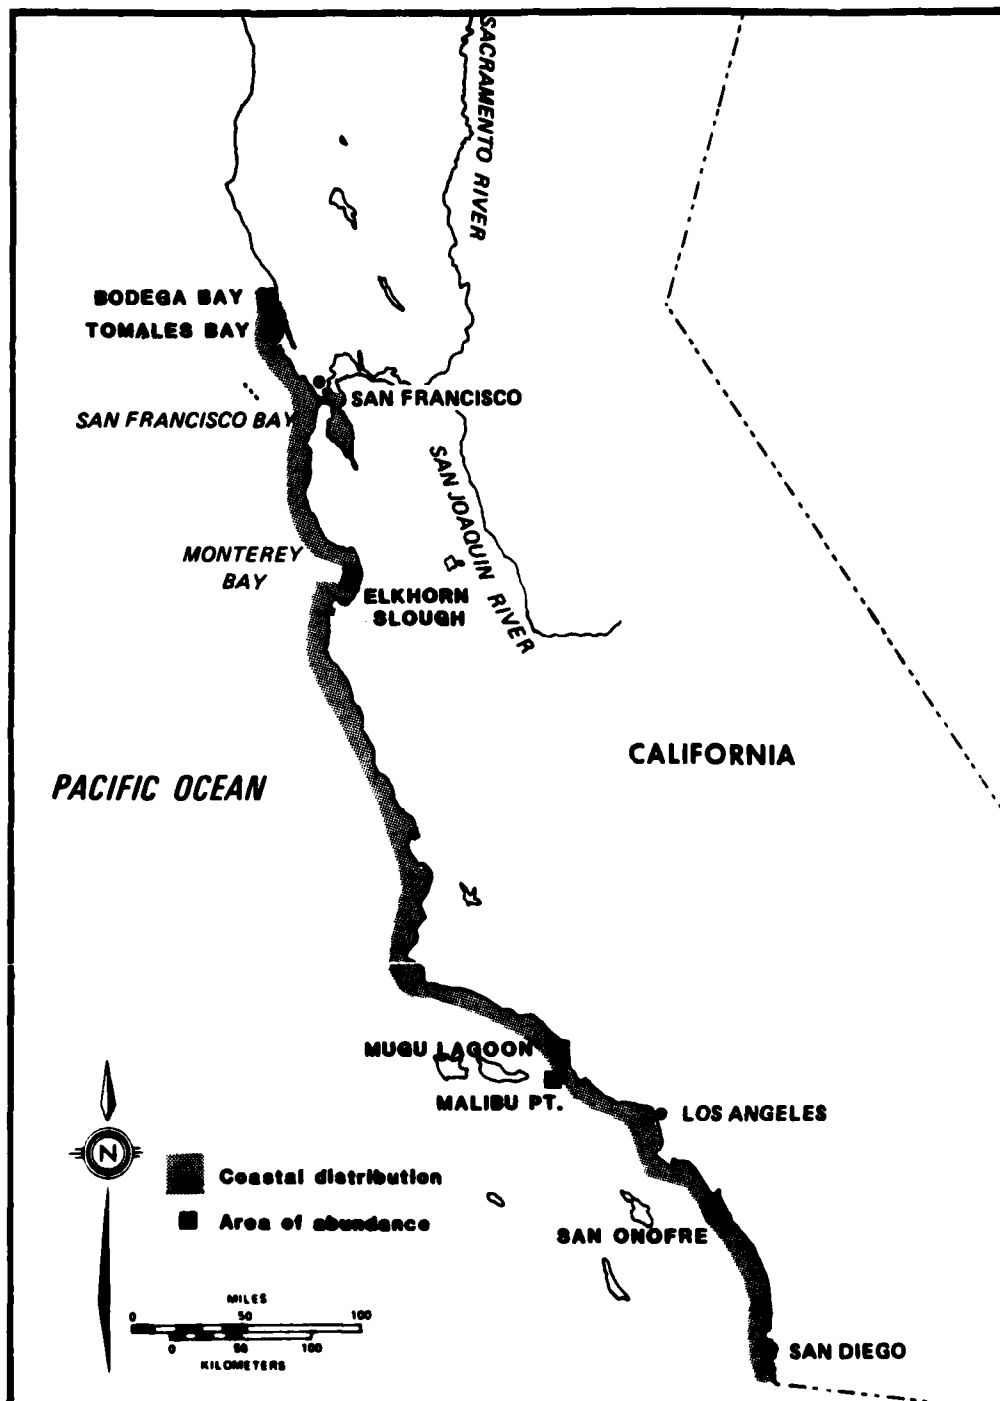 SACRAMENTO RIVER
BODEGA BAY
TOMALES BAY
SAN FRANCISCO
SAN FRANCISCO BAY
SAN JOAQUIN RIVER
MONTEREY
BAY
ELKHORN
SLOUGH
CALIFORNIA
PACIFIC OCEAN
MUGU LAGOON
MALIBU PT.
LOS ANGELES
N
Coastal distribution
Area of abundance
SAN ONOFRE
MILES
0 50 100
0 50 100
KILOMETERS
SAN DIEGO